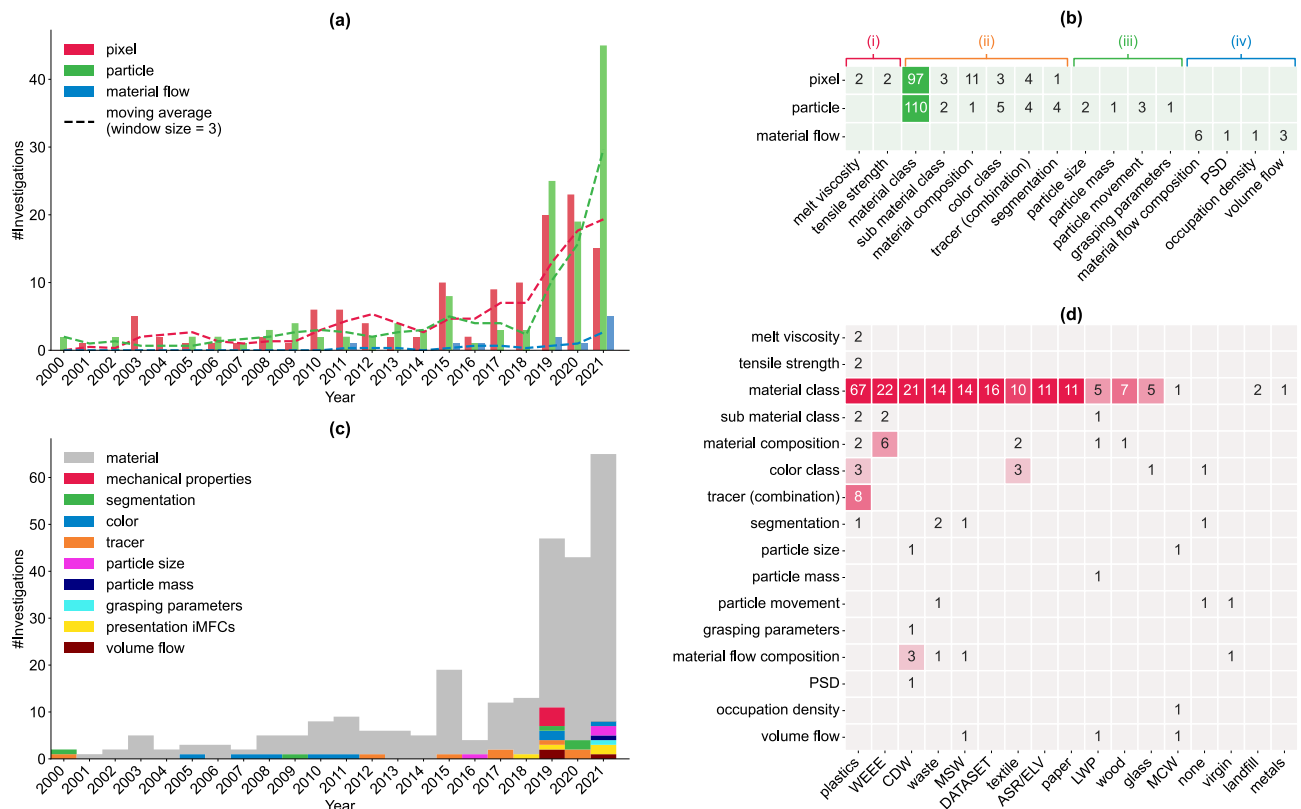 (a)
#Investigations
40
30
20
10
0
pixel
particle
material flow
moving average
(window size = 3)
2000 2001 2002 2003 2004 2005 2006 2007 2008 2009 2010 2011 2012 2013 2014 2015 2016 2017 2018 2019 2020 2021
Year
(b)
(i) (ii) (iii) (iv)
pixel 2 2 97 3 11 3 4 1
particle 110 2 1 5 4 4 2 1 3 1
material flow 6 1 1 3
melt viscosity
tensile strength
material class
sub material class
material composition
color class
tracer (combination)
segmentation
particle size
particle mass
particle movement
grasping parameters
material flow composition
PSD
occupation density
volume flow
(c)
#Investigations
60
50
40
30
20
10
0
material
mechanical properties
segmentation
color
tracer
particle size
particle mass
grasping parameters
presentation iMFCs
volume flow
2000 2001 2002 2003 2004 2005 2006 2007 2008 2009 2010 2011 2012 2013 2014 2015 2016 2017 2018 2019 2020 2021
Year
(d)
melt viscosity 2
tensile strength 2
material class 67 22 21 14 14 16 10 11 11 5 7 5 1 2 1
sub material class 2 2 1
material composition 2 6 2 1 1
color class 3 3 1 1
tracer (combination) 8
segmentation 1 2 1 1
particle size 1 1
particle mass 1
particle movement 1 1 1
grasping parameters 1
material flow composition 3 1 1 1
PSD 1
occupation density 1
volume flow 1 1 1
plastics
WEEE
CDW
waste
MSW
DATASET
textile
ASR/ELV
paper
LWP
wood
glass
MCW
none
virgin
landfill
metals